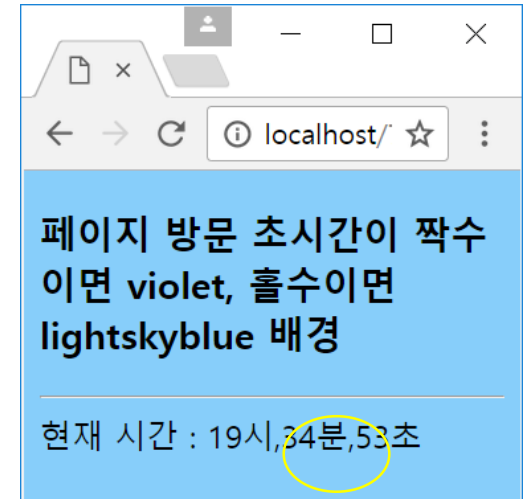 localhost/
페이지 방문 초시간이 짝수
이면 violet, 홀수이면
lightskyblue 배경
현재 시간 : 19시,34분,53초